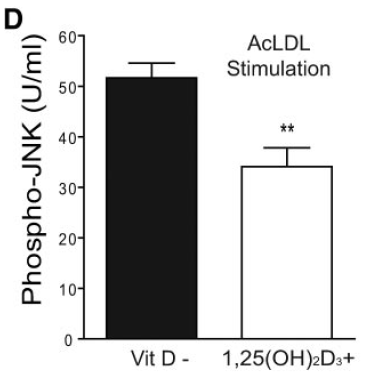 D
Phospho-JNK (U/ml)
60
50
40
30
20
10
0
AcLDL
Stimulation
**
Vit D -
1,25(OH)₂D₃+